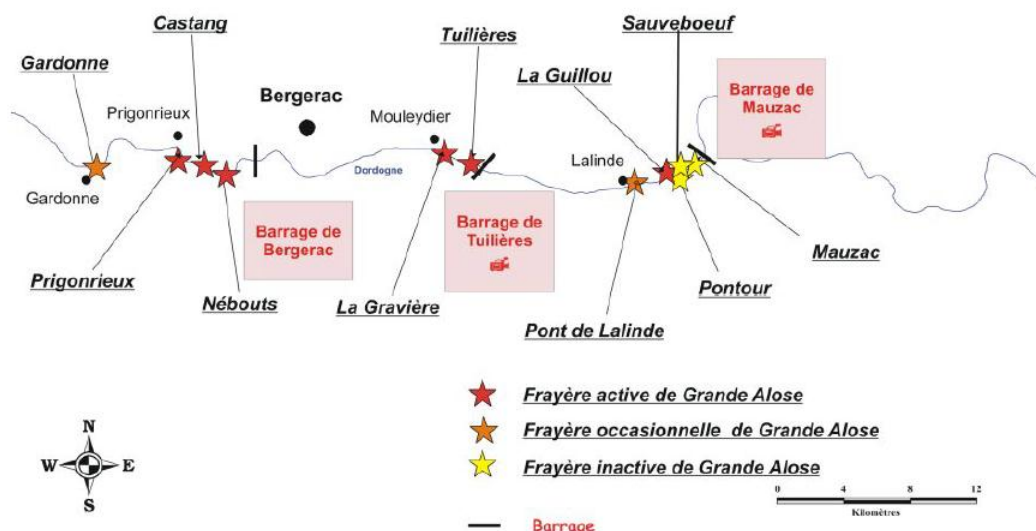 Castang
Sauveboeuf
Gardonne
Tuilières
La Guillou
Barrage de
Mauzac
Prigonrieux
Bergerac
Mouleydier
Lalinde
Dordogne
Gardonne
Barrage de
Bergerac
Barrage de
Tuilières
Mauzac
Prigonrieux
Nébouts
La Gravière
Pontour
Pont de Lalinde
Frayère active de Grande Alose
Frayère occasionnelle de Grande Alose
Frayère inactive de Grande Alose
N
W E
S
0 4 8 12
Kilomètres
Barrage